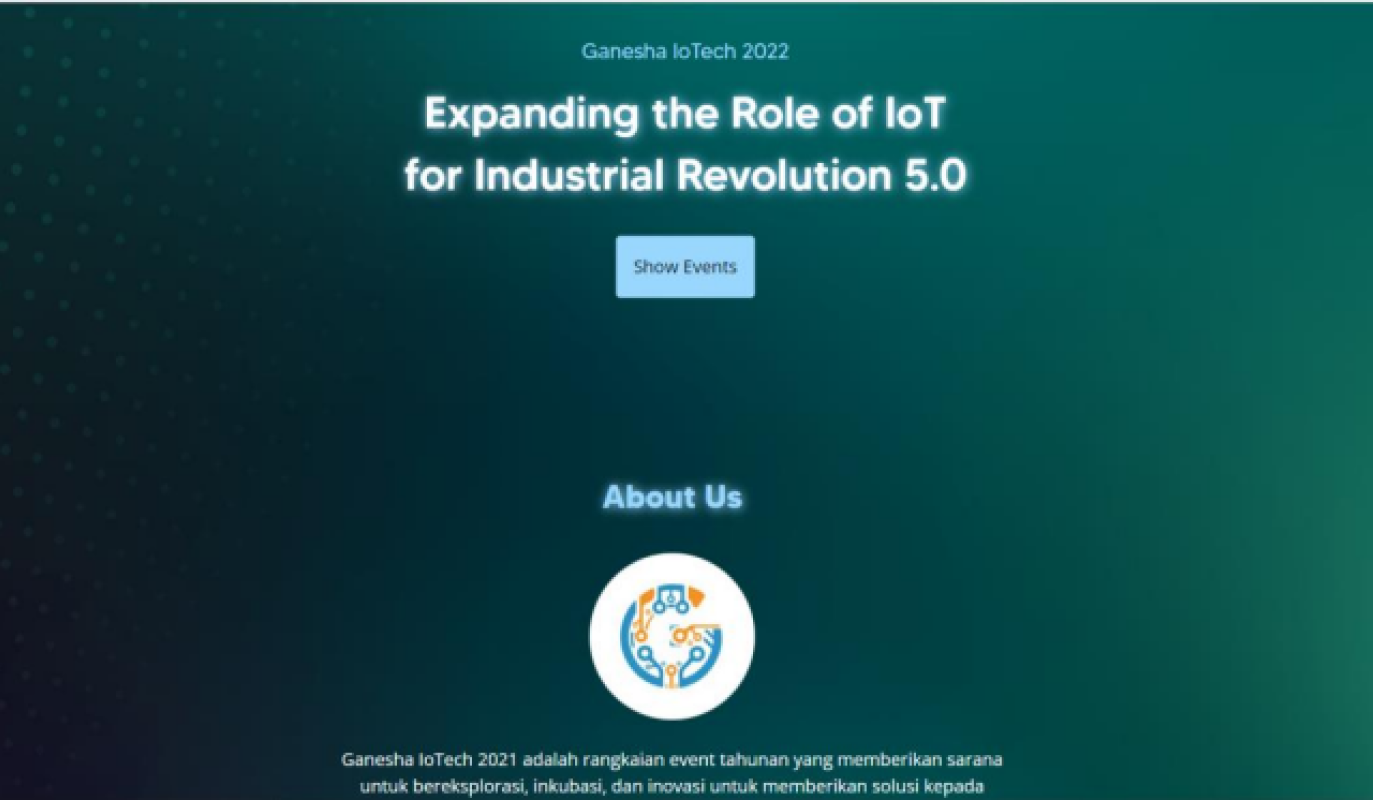 Ganesha IoTech 2022
Expanding the Role of IoT
for Industrial Revolution 5.0
Show Events
About Us
Ganesha IoTech 2021 adalah rangkaian event tahunan yang memberikan sarana
untuk bereksplorasi, inkubasi, dan inovasi untuk memberikan solusi kepada